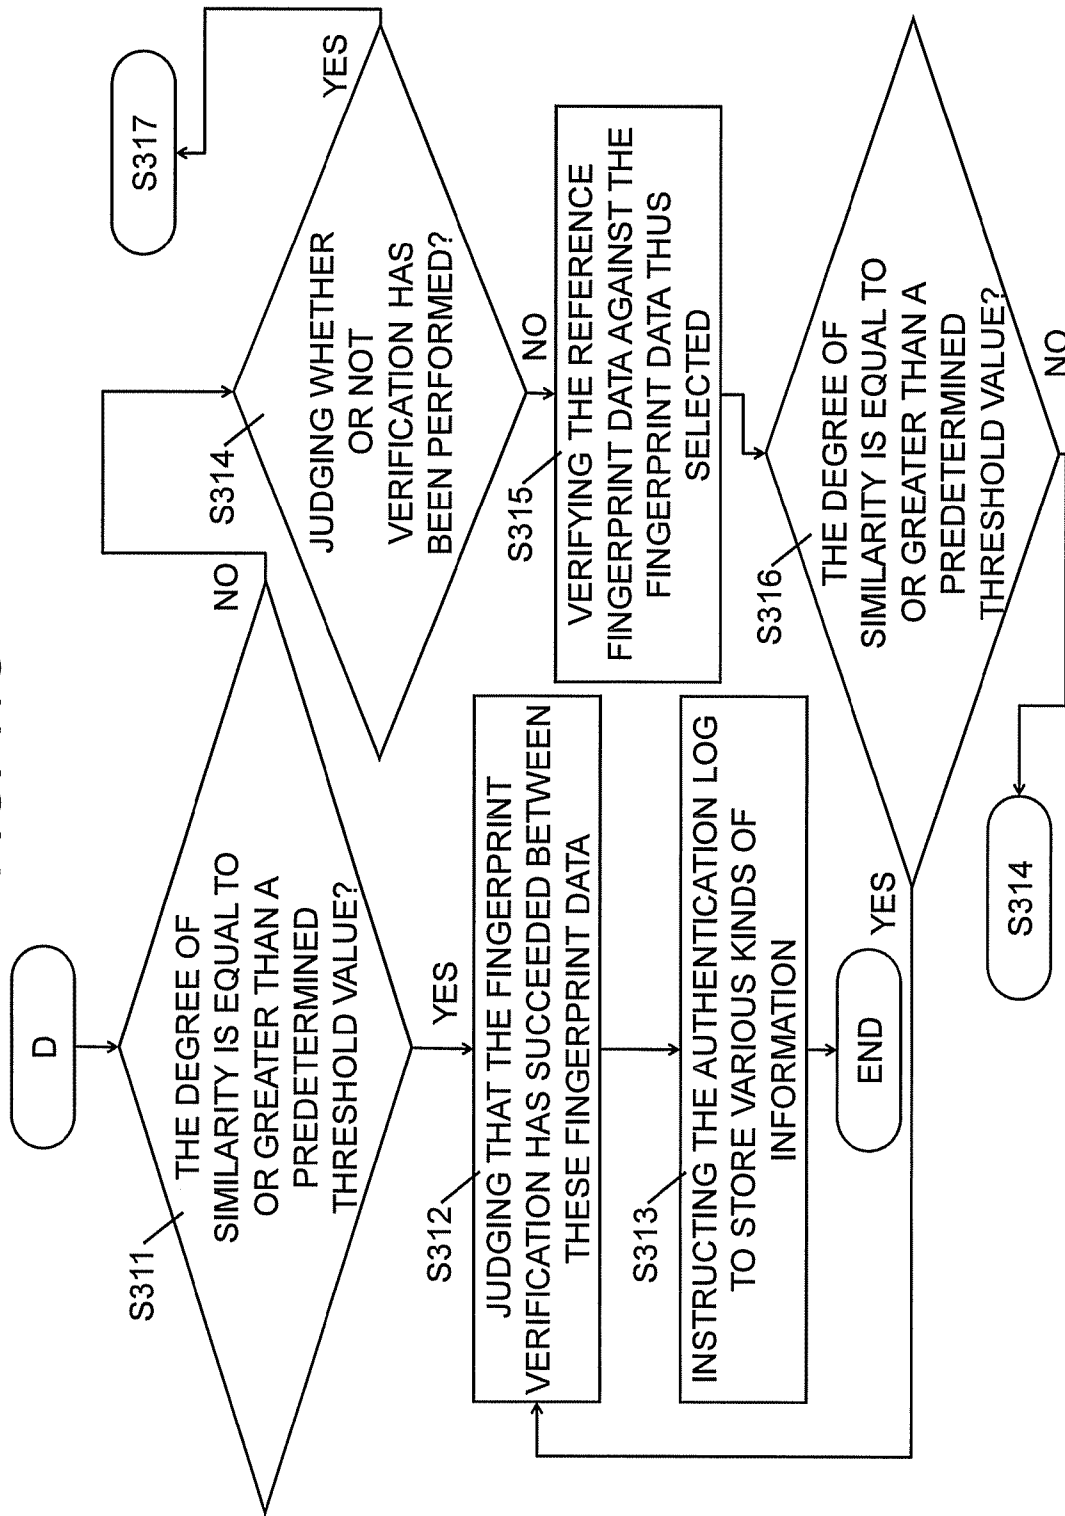 D
S311
THE DEGREE OF
SIMILARITY IS EQUAL TO
OR GREATER THAN A
PREDETERMINED
THRESHOLD VALUE?
NO
YES
S312
JUDGING THAT THE FINGERPRINT
VERIFICATION HAS SUCCEEDED BETWEEN
THESE FINGERPRINT DATA
S313
INSTRUCTING THE AUTHENTICATION LOG
TO STORE VARIOUS KINDS OF
INFORMATION
END
S317
S314
JUDGING WHETHER
OR NOT
VERIFICATION HAS
BEEN PERFORMED?
YES
NO
S315
VERIFYING THE REFERENCE
FINGERPRINT DATA AGAINST THE
FINGERPRINT DATA THUS
SELECTED
S316
THE DEGREE OF
SIMILARITY IS EQUAL TO
OR GREATER THAN A
PREDETERMINED
THRESHOLD VALUE?
YES
NO
S314